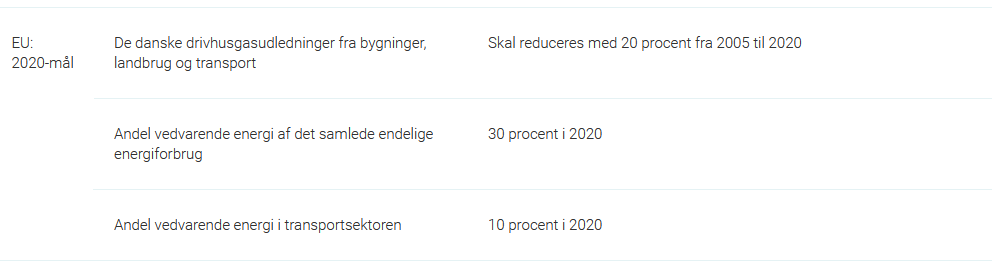 EU:
2020-mål
De danske drivhusgasudledninger fra bygninger,
landbrug og transport
Skal reduceres med 20 procent fra 2005 til 2020
Andel vedvarende energi af det samlede endelige
energiforbrug
30 procent i 2020
Andel vedvarende energi i transportsektoren
10 procent i 2020